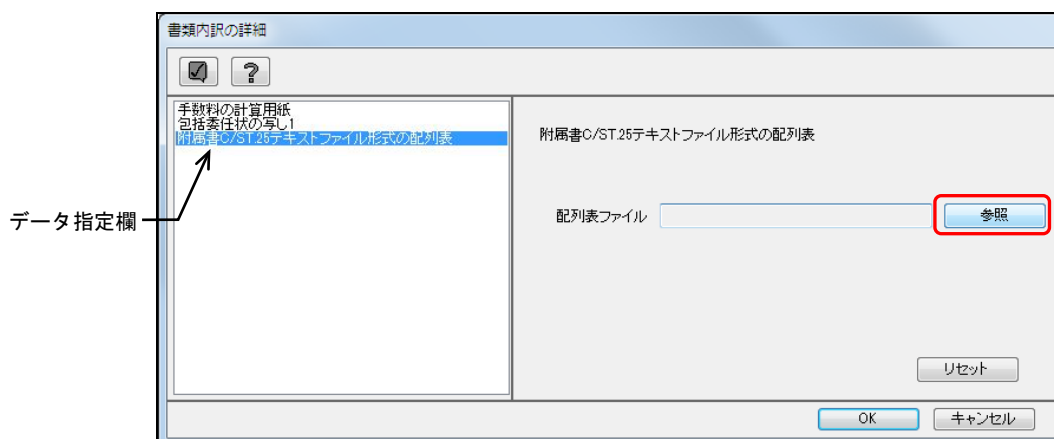 書類内訳の詳細
手数料の計算用紙
包括委任状の写し1
附属書C/ST.25テキストファイル形式の配列表
附属書C/ST.25テキストファイル形式の配列表
データ指定欄
配列表ファイル
参照
リセット
OK
キャンセル